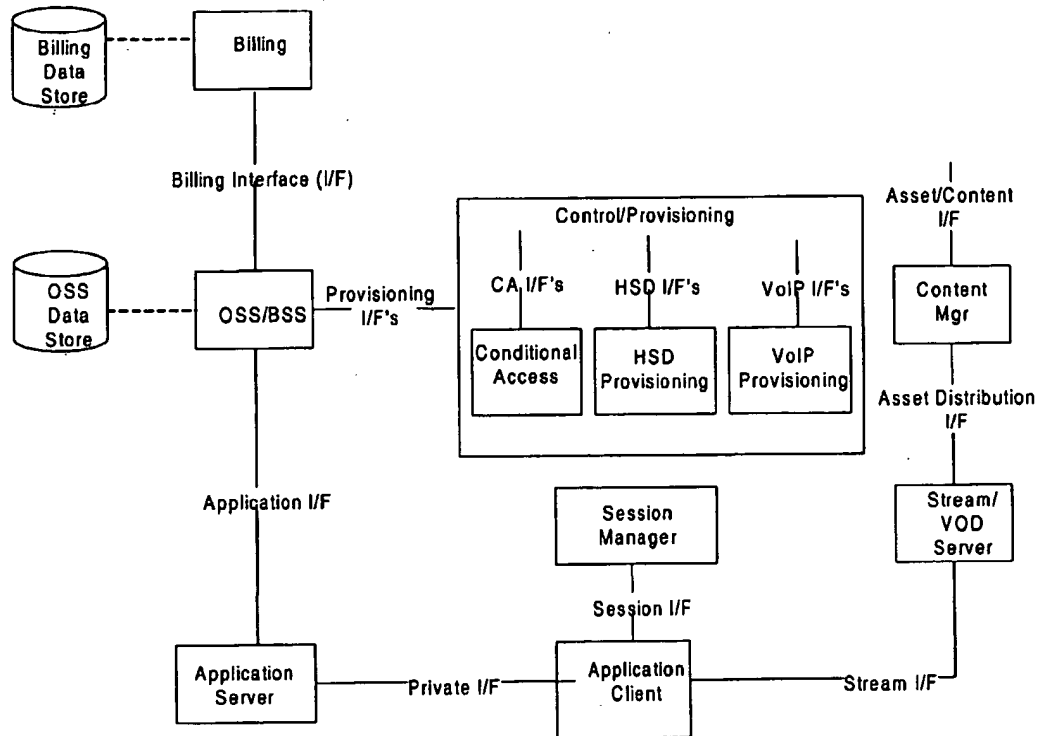 Billing
Data
Store
Billing
Billing Interface (I/F)
Control/Provisioning
Asset/Content
I/F
OSS
Data
Store
OSS/BSS
Provisioning
I/F's
CA I/F's
HSD I/F's
VoIP I/F's
Content
Mgr
Conditional
Access
HSD
Provisioning
VoIP
Provisioning
Asset Distribution
I/F
Application I/F
Session
Manager
Stream/
VOD
Server
Session I/F
Application
Server
Private I/F
Application
Client
Stream I/F